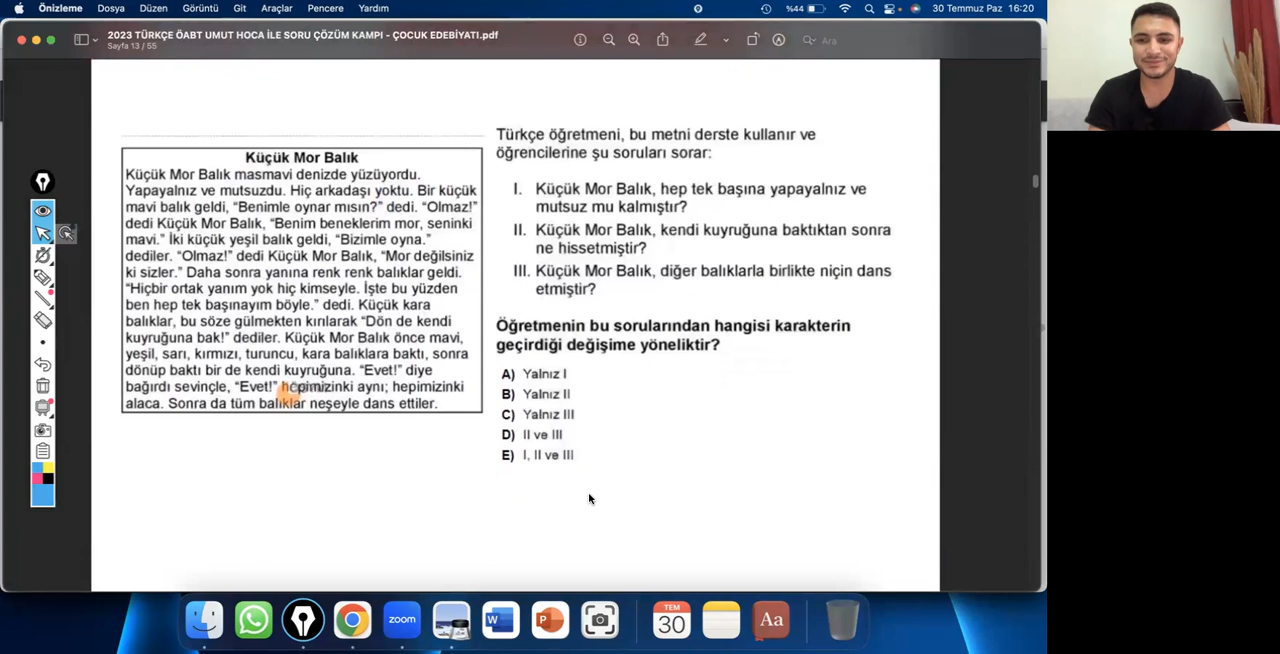 Önizleme Dosya Düzen Görüntü Git Araçlar Pencere Yardım %44 30 Temmuz Paz 16:20
2023 TÜRKÇE ÖABT UMUT HOCA İLE SORU ÇÖZÜM KAMPI - ÇOCUK EDEBİYATI.pdf
Sayfa 13 / 55
Ara
Küçük Mor Balık
Küçük Mor Balık masmavi denizde yüzüyordu.
Yapayalnız ve mutsuzdu. Hiç arkadaşı yoktu. Bir küçük
mavi balık geldi, “Benimle oynar mısın?” dedi. “Olmaz!”
dedi Küçük Mor Balık, “Benim beneklerim mor, seninki
mavi.” İki küçük yeşil balık geldi, “Bizimle oyna.”
dediler. “Olmaz!” dedi Küçük Mor Balık, “Mor değilsiniz
ki sizler.” Daha sonra yanına renk renk balıklar geldi.
“Hiçbir ortak yanım yok hiç kimseyle. İşte bu yüzden
ben hep tek başınayım böyle.” dedi. Küçük kara
balıklar, bu söze gülmekten kırılarak “Dön de kendi
kuyruğuna bak!” dediler. Küçük Mor Balık önce mavi,
yeşil, sarı, kırmızı, turuncu, kara balıklara baktı, sonra
dönüp baktı bir de kendi kuyruğuna. “Evet!” diye
bağırdı sevinçle, “Evet!” hepimizinki aynı; hepimizinki
alaca. Sonra da tüm balıklar neşeyle dans ettiler.
Türkçe öğretmeni, bu metni derste kullanır ve
öğrencilerine şu soruları sorar:
I. Küçük Mor Balık, hep tek başına yapayalnız ve
mutsuz mu kalmıştır?
II. Küçük Mor Balık, kendi kuyruğuna baktıktan sonra
ne hissetmiştir?
III. Küçük Mor Balık, diğer balıklarla birlikte niçin dans
etmiştir?
Öğretmenin bu sorularından hangisi karakterin
geçirdiği değişime yöneliktir?
A) Yalnız I
B) Yalnız II
C) Yalnız III
D) II ve III
E) I, II ve III
zoom
W
P
TEM
30
Aa